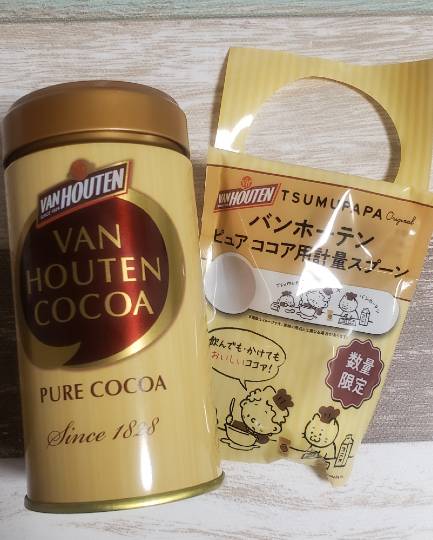 VAN HOUTEN
VAN
HOUTEN
COCOA
PURE COCOA
Since 1828
VAN HOUTEN
TSUMUPAPA Original
バンホーテン
ピュア ココア用計量スプーン
飲んでも・かけても
おいしいココア!
数量
限定